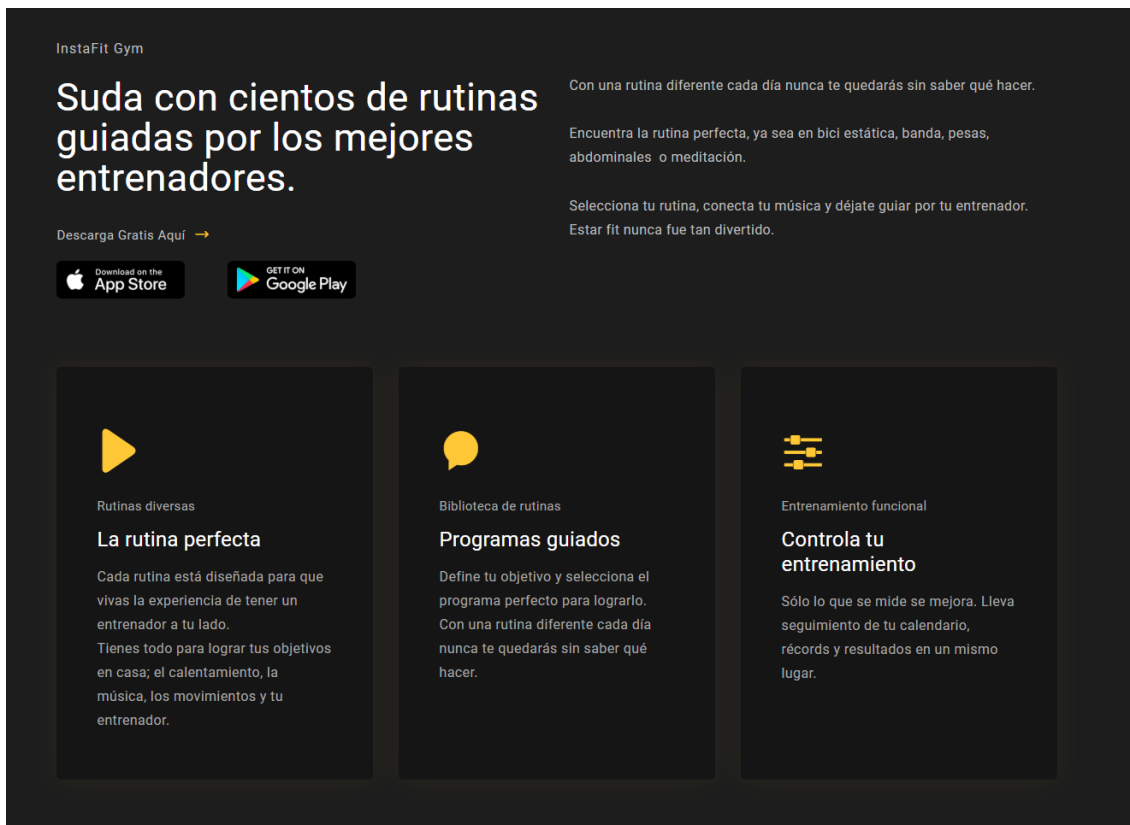 InstaFit Gym
Suda con cientos de rutinas
guiadas por los mejores
entrenadores.
Descarga Gratis Aquí →
Download on the
App Store
GET IT ON
Google Play
Con una rutina diferente cada día nunca te quedarás sin saber qué hacer.
Encuentra la rutina perfecta, ya sea en bici estática, banda, pesas,
abdominales  o meditación.
Selecciona tu rutina, conecta tu música y déjate guiar por tu entrenador.
Estar fit nunca fue tan divertido.
Rutinas diversas
La rutina perfecta
Cada rutina está diseñada para que
vivas la experiencia de tener un
entrenador a tu lado.
Tienes todo para lograr tus objetivos
en casa; el calentamiento, la
música, los movimientos y tu
entrenador.
Biblioteca de rutinas
Programas guiados
Define tu objetivo y selecciona el
programa perfecto para lograrlo.
Con una rutina diferente cada día
nunca te quedarás sin saber qué
hacer.
Entrenamiento funcional
Controla tu
entrenamiento
Sólo lo que se mide se mejora. Lleva
seguimiento de tu calendario,
récords y resultados en un mismo
lugar.